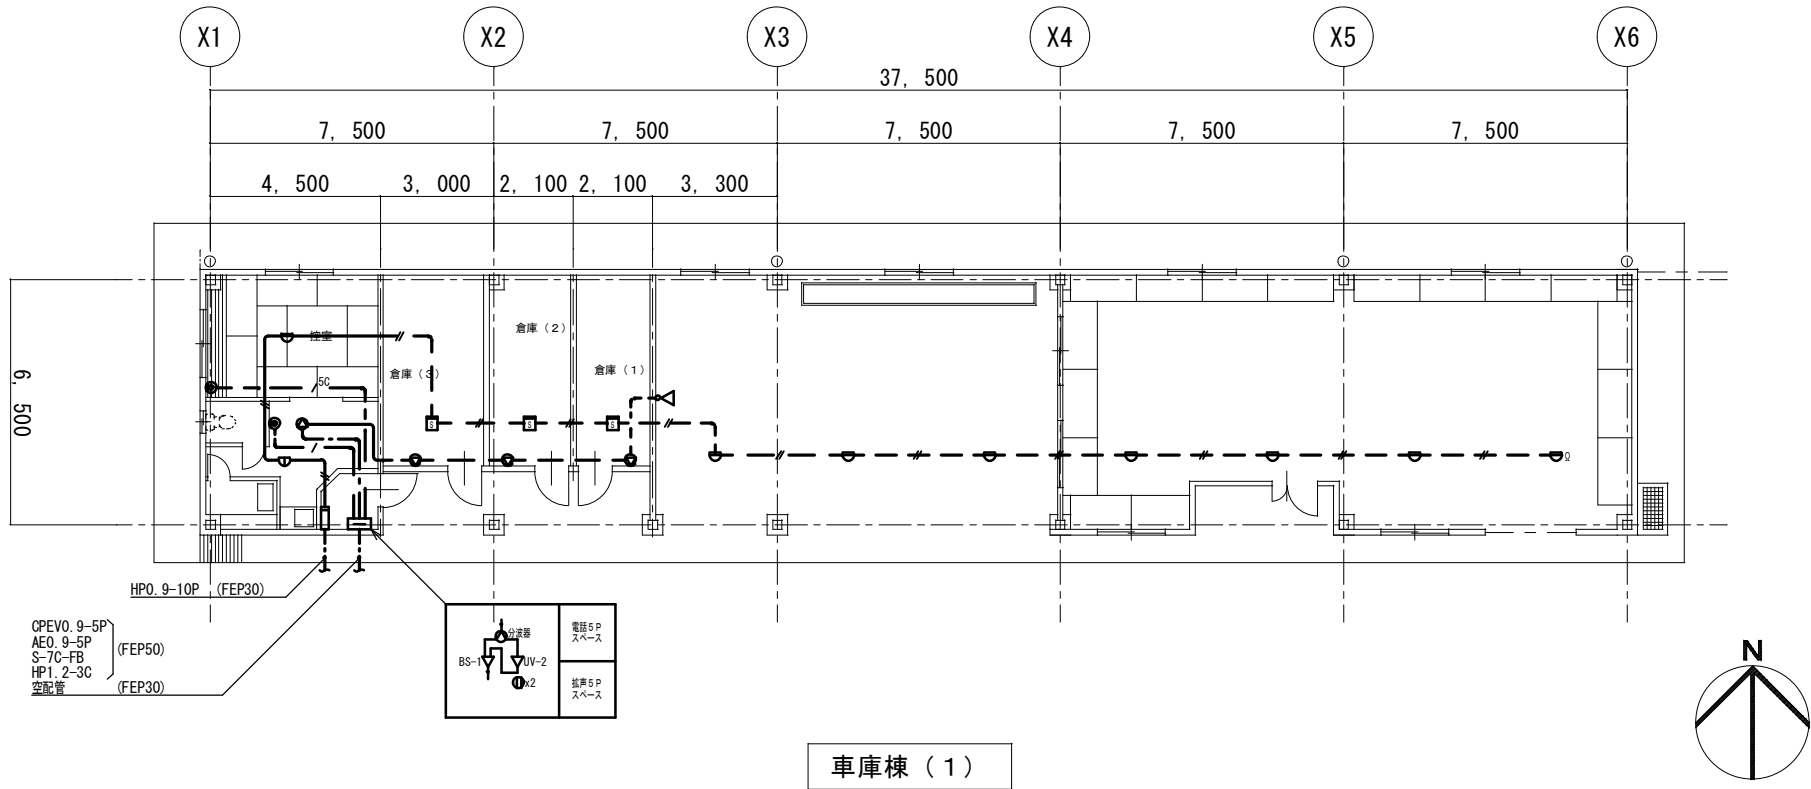 X1 X2 X3 X4 X5 X6
37, 500
7, 500 7, 500 7, 500 7, 500 7, 500
4, 500 3, 000 2, 100 2, 100 3, 300
6, 500
控室
倉庫（2）
倉庫（3）
倉庫（1）
5C
S S S
Ω
HP0.9-10P (FEP30)
CPEV0.9-5P
AE0.9-5P
S-7C-FB
HP1.2-3C
(FEP50)
空配管 (FEP30)
分波器
BS-1 UV-2
x2
電話5P
スペース
拡声5P
スペース
N
車庫棟（1）